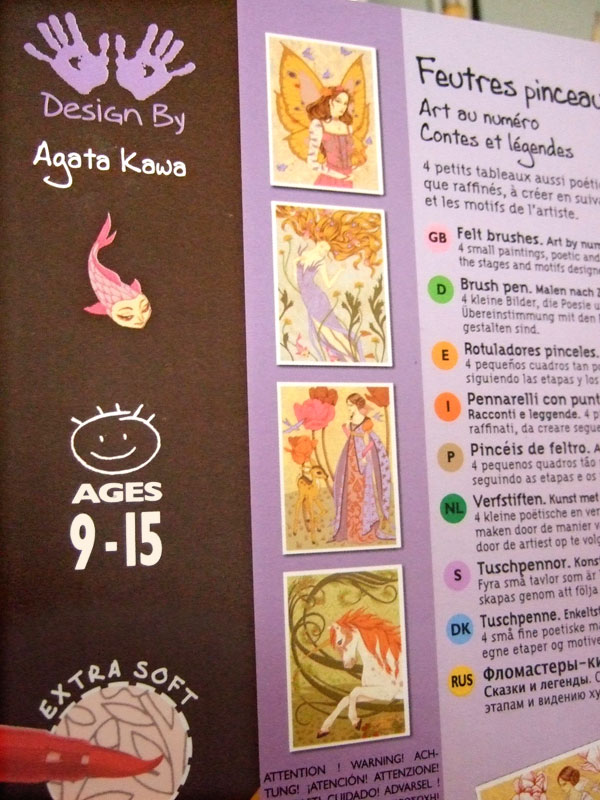 Design By
Agata Kawa
AGES
9-15
EXTRA SOFT
Feutres pinceau
Art au numéro
Contes et légendes
4 petits tableaux aussi poéti
que raffinés, à créer en suiv
et les motifs de l'artiste.
GB Felt brushes. Art by num
4 small paintings, poetic and
the stages and motifs designe
D Brush pen. Malen nach Z
4 kleine Bilder, die Poesie u
Übereinstimmung mit den
gestalten sind.
E Rotuladores pinceles.
4 pequeños cuadros tan p
siguiendo las etapas y los
I Pennarelli con punt
Racconti e leggende. 4 p
raffinati, da creare segue
P Pincéis de feltro. A
4 pequenos quadros tão
seguindo as etapas e os
NL Verfstiften. Kunst met
4 kleine poëtische en ver
maken door de manier v
door de artiest op te volg
S Tuschpennor. Kons
Fyra små tavlor som är
skapas genom att följa
DK Tuschpenne. Enkelts
4 små fine poetiske m
egne etaper og motive
RUS Фломастеры-ки
Сказки и легенды. С
этапам и видению ху
ATTENTION ! WARNING! ACH-
TUNG! ¡ATENCIÓN! ATTENZIONE!
CUIDADO! ADVARSEL !